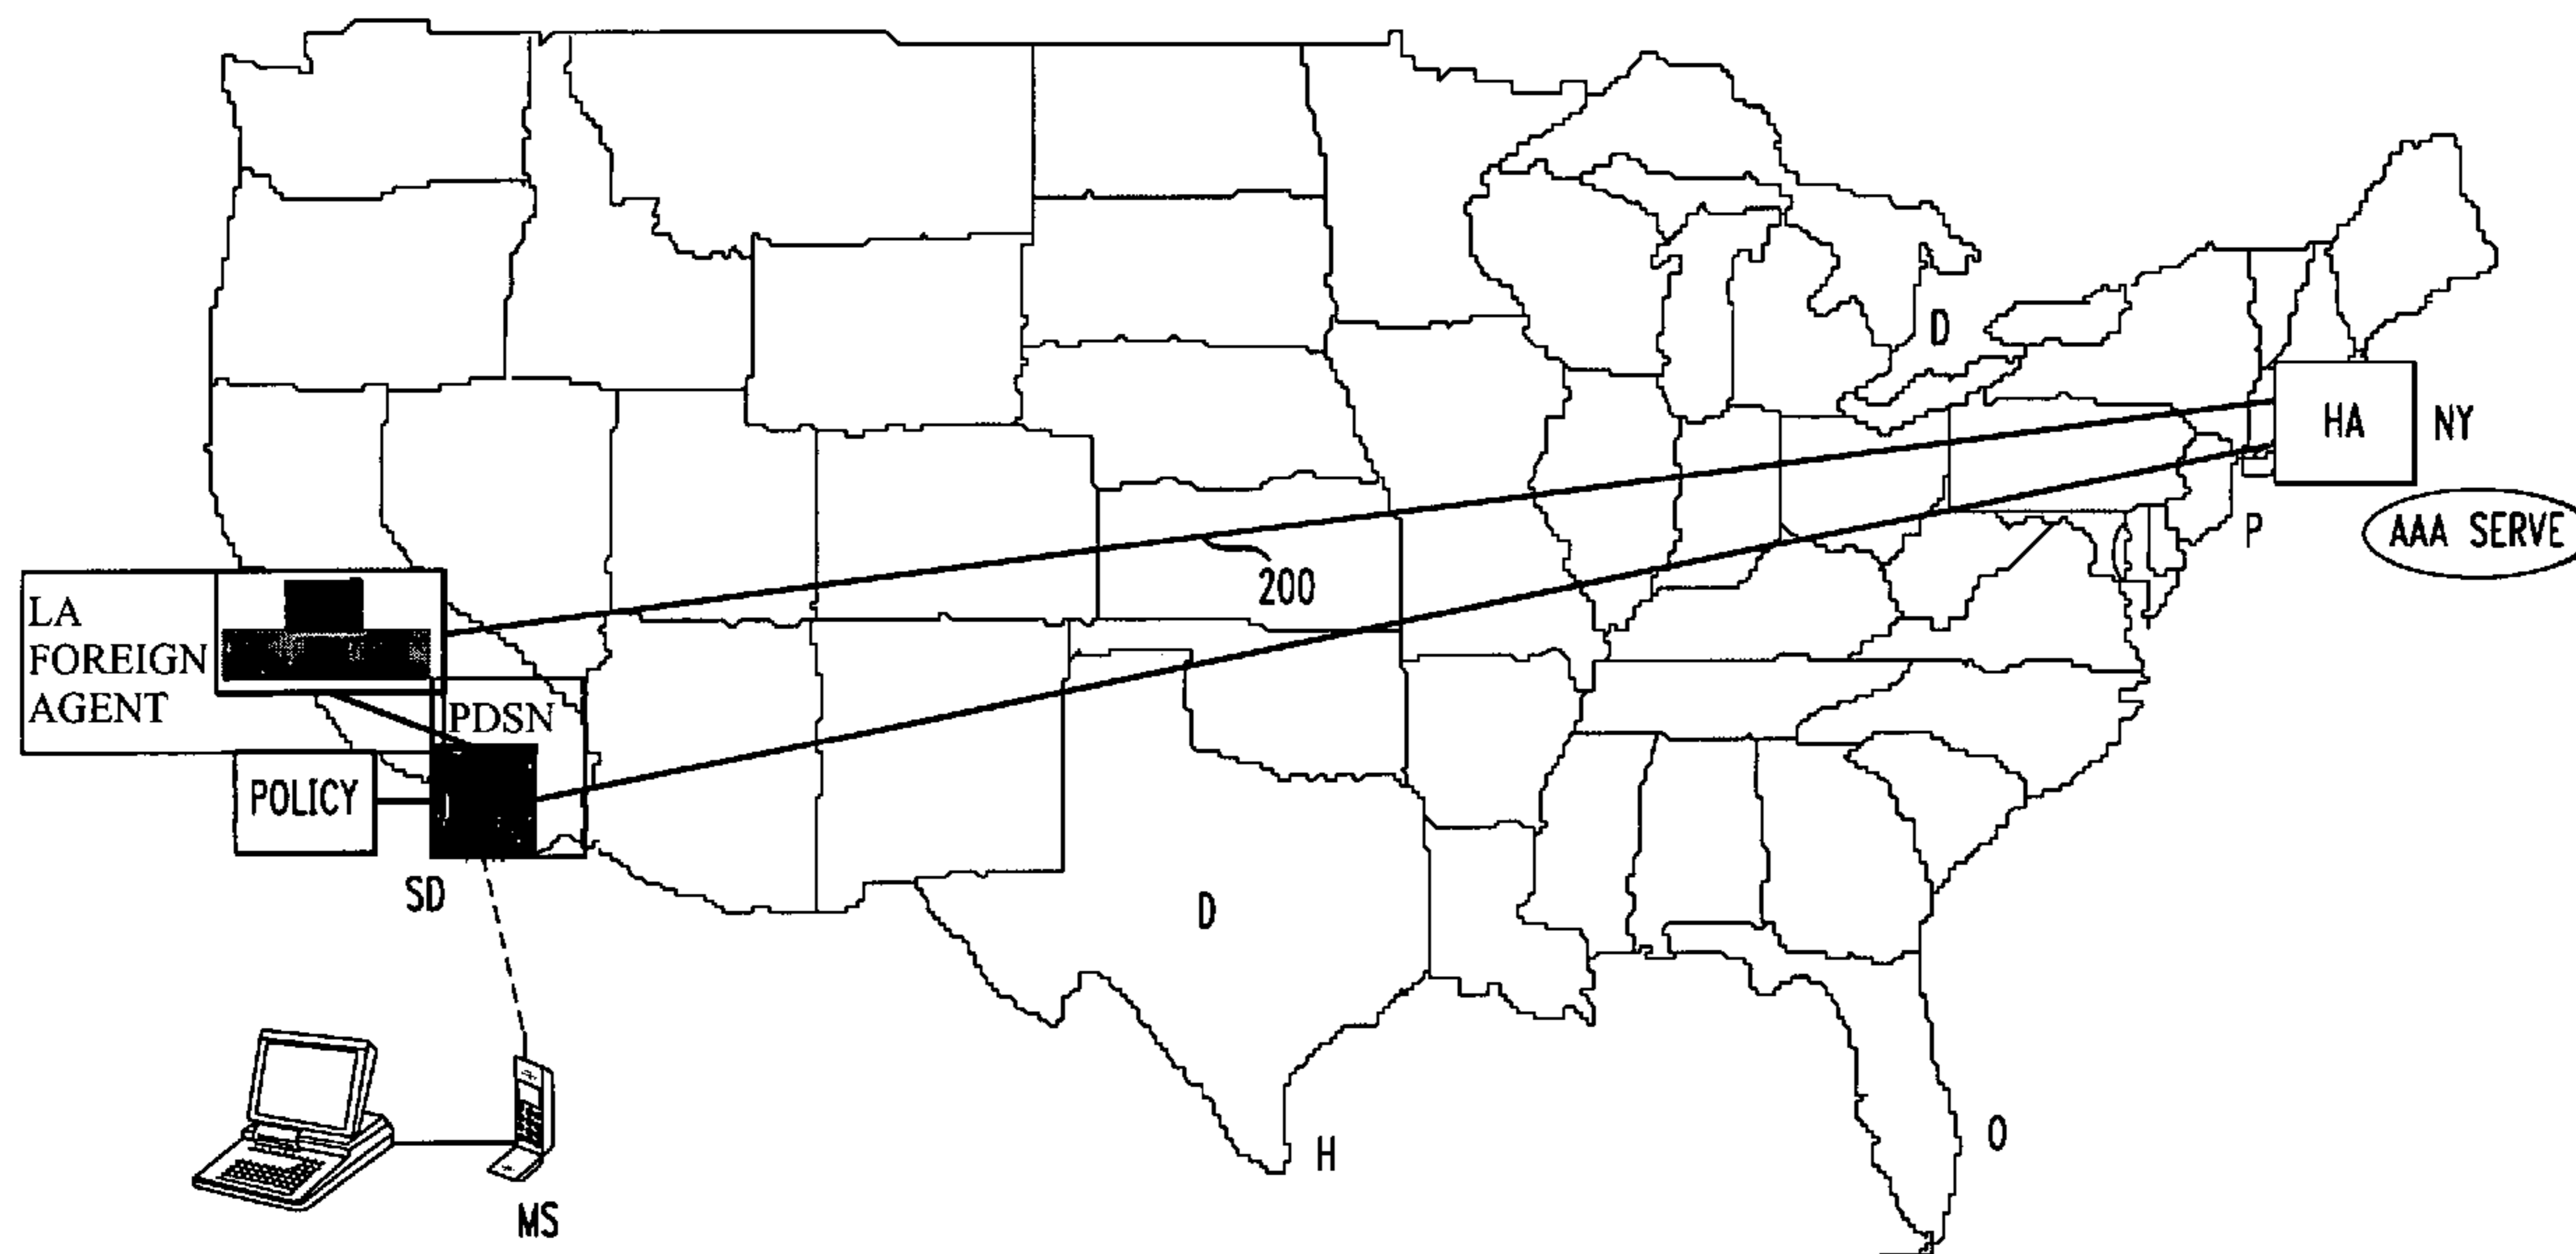 D
HA
NY
AAA SERVE
P
200
LA
FOREIGN
AGENT
PDSN
POLICY
SD
D
H
O
MS